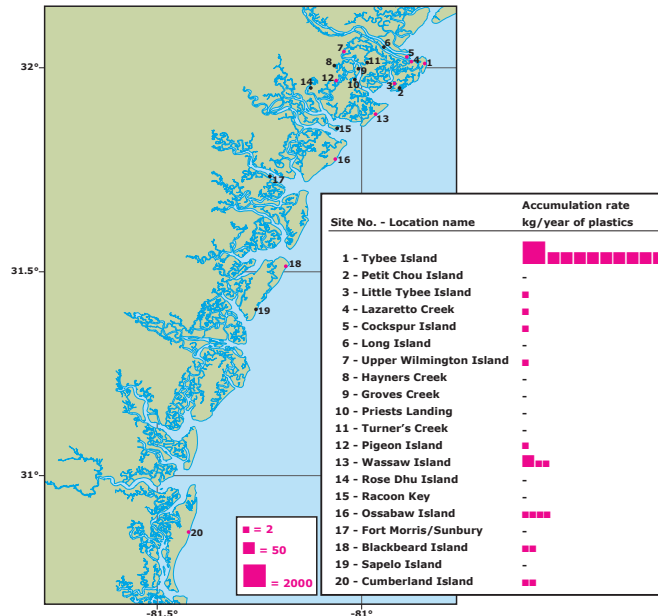 32°
31.5°
31°
-81.5°
-81°
7
6
5
4
1
8
9
11
3
2
12
10
14
13
15
16
17
18
19
20
= 2
= 50
= 2000
Accumulation rate
Site No. - Location name kg/year of plastics
1 - Tybee Island
2 - Petit Chou Island -
3 - Little Tybee Island
4 - Lazaretto Creek
5 - Cockspur Island
6 - Long Island -
7 - Upper Wilmington Island
8 - Hayners Creek -
9 - Groves Creek -
10 - Priests Landing -
11 - Turner's Creek -
12 - Pigeon Island
13 - Wassaw Island
14 - Rose Dhu Island -
15 - Racoon Key -
16 - Ossabaw Island
17 - Fort Morris/Sunbury -
18 - Blackbeard Island
19 - Sapelo Island -
20 - Cumberland Island